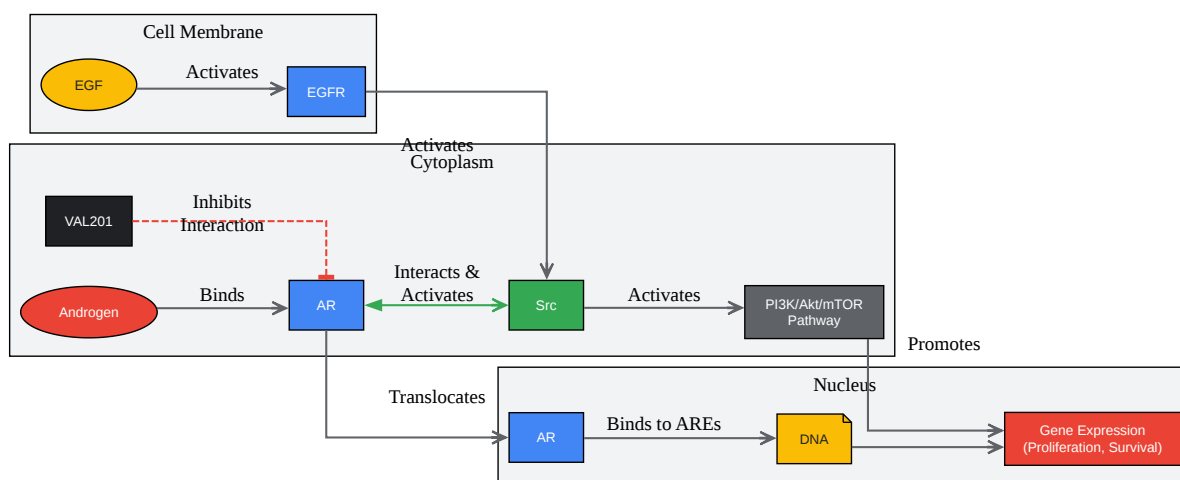 Cell Membrane
EGF
Activates
EGFR
Activates
Cytoplasm
VAL201
Inhibits
Interaction
Androgen
Binds
AR
Interacts &
Activates
Src
Activates
PI3K/Akt/mTOR
Pathway
Promotes
Translocates
Nucleus
AR
Binds to AREs
DNA
Gene Expression
(Proliferation, Survival)